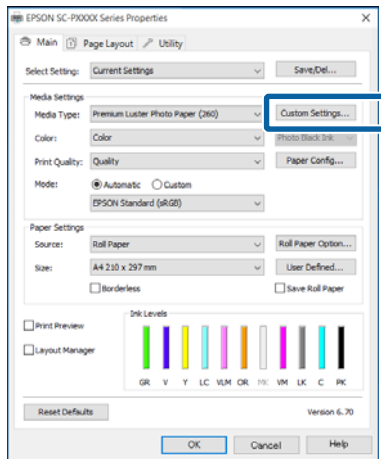 EPSON SC-PXXXX Series Properties
Main Page Layout Utility
Select Setting: Current Settings Save/Del...
Media Settings
Media Type: Premium Luster Photo Paper (260) Custom Settings...
Color: Color Photo Black Ink
Print Quality: Quality Paper Config...
Mode: Automatic Custom
EPSON Standard (sRGB)
Paper Settings
Source: Roll Paper Roll Paper Option...
Size: A4 210 x 297 mm User Defined...
Borderless Save Roll Paper
Ink Levels
Print Preview
Layout Manager
GR V Y LC VLM OR MK VM LK C PK
Reset Defaults Version 6.70
OK Cancel Help